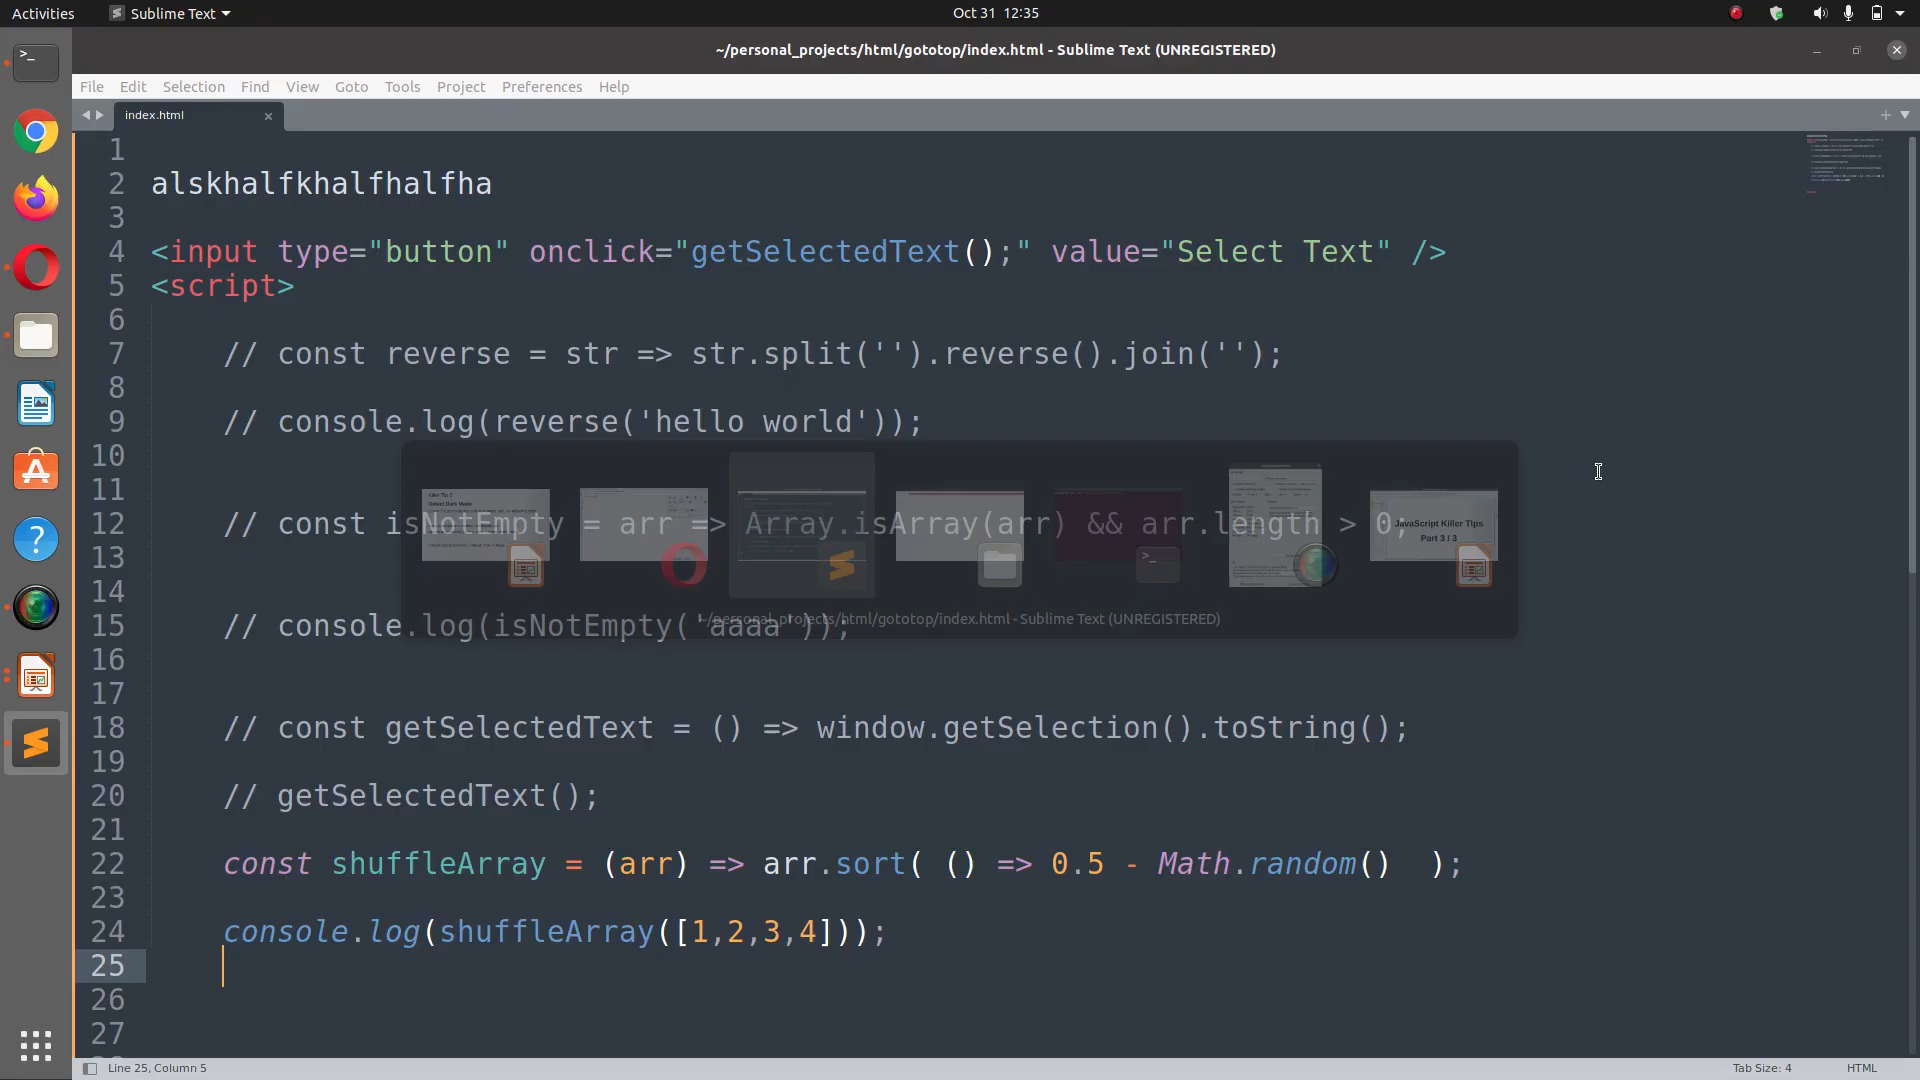 Activities
Sublime Text
Oct 31 12:35
~/personal_projects/html/gototop/index.html - Sublime Text (UNREGISTERED)
File Edit Selection Find View Goto Tools Project Preferences Help
index.html
1
2 alskhalfkhalfhalfha
3
4 <input type="button" onclick="getSelectedText();" value="Select Text" />
5 <script>
6
7 // const reverse = str => str.split('').reverse().join('');
8
9 // console.log(reverse('hello world'));
10
11
12 // const isNotEmpty = arr => Array.isArray(arr) && arr.length > 0;
13
14
15 // console.log(isNotEmpty('aaaa'));
16
17
18 // const getSelectedText = () => window.getSelection().toString();
19
20 // getSelectedText();
21
22 const shuffleArray = (arr) => arr.sort( () => 0.5 - Math.random()  );
23
24 console.log(shuffleArray([1,2,3,4]));
25
26
27
Killer Tip 2
Detect Dark Mode
JavaScript Killer Tips
Part 3 / 3
~/personal_projects/html/gototop/index.html - Sublime Text (UNREGISTERED)
Line 25, Column 5
Tab Size: 4
HTML